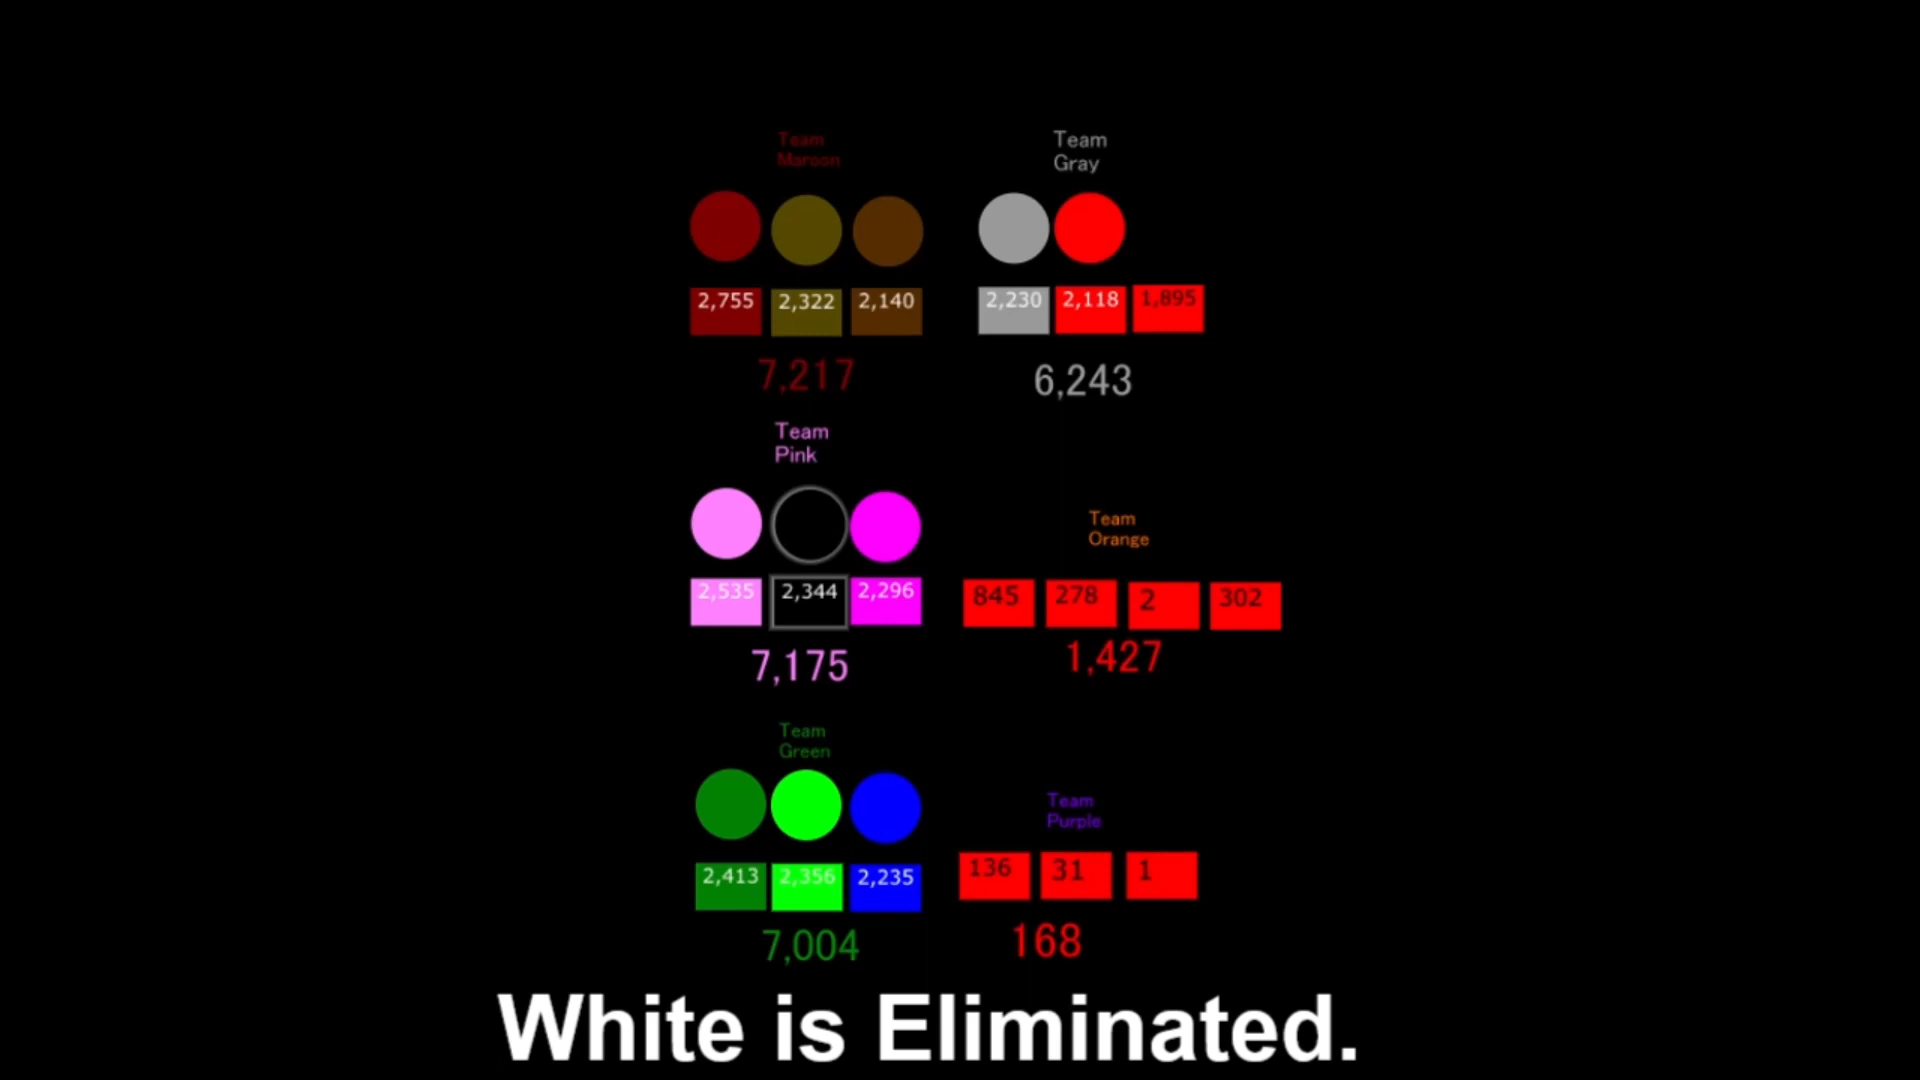 Team
Maroon
2,755 2,322 2,140
7,217
Team
Gray
2,230 2,118 1,895
6,243
Team
Pink
2,535 2,344 2,296
7,175
Team
Orange
845 278 2 302
1,427
Team
Green
2,413 2,356 2,235
7,004
Team
Purple
136 31 1
168
White is Eliminated.